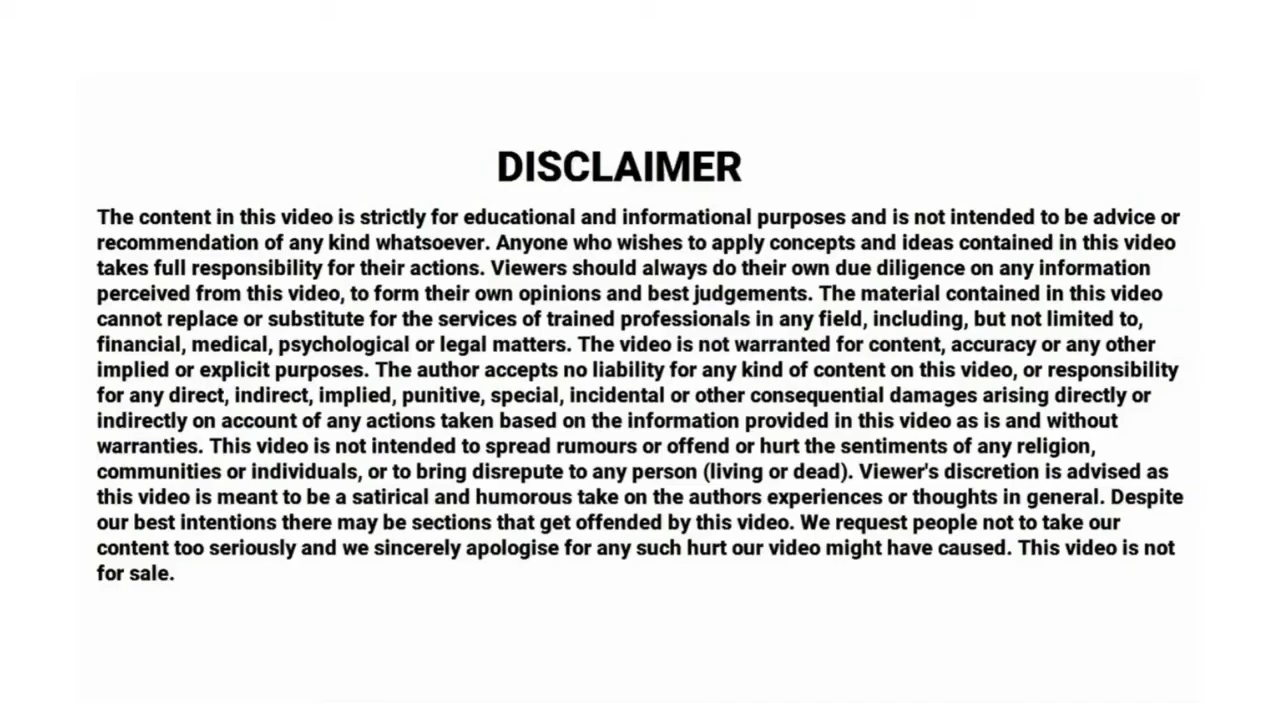 DISCLAIMER
The content in this video is strictly for educational and informational purposes and is not intended to be advice or
recommendation of any kind whatsoever. Anyone who wishes to apply concepts and ideas contained in this video
takes full responsibility for their actions. Viewers should always do their own due diligence on any information
perceived from this video, to form their own opinions and best judgements. The material contained in this video
cannot replace or substitute for the services of trained professionals in any field, including, but not limited to,
financial, medical, psychological or legal matters. The video is not warranted for content, accuracy or any other
implied or explicit purposes. The author accepts no liability for any kind of content on this video, or responsibility
for any direct, indirect, implied, punitive, special, incidental or other consequential damages arising directly or
indirectly on account of any actions taken based on the information provided in this video as is and without
warranties. This video is not intended to spread rumours or offend or hurt the sentiments of any religion,
communities or individuals, or to bring disrepute to any person (living or dead). Viewer's discretion is advised as
this video is meant to be a satirical and humorous take on the authors experiences or thoughts in general. Despite
our best intentions there may be sections that get offended by this video. We request people not to take our
content too seriously and we sincerely apologise for any such hurt our video might have caused. This video is not
for sale.